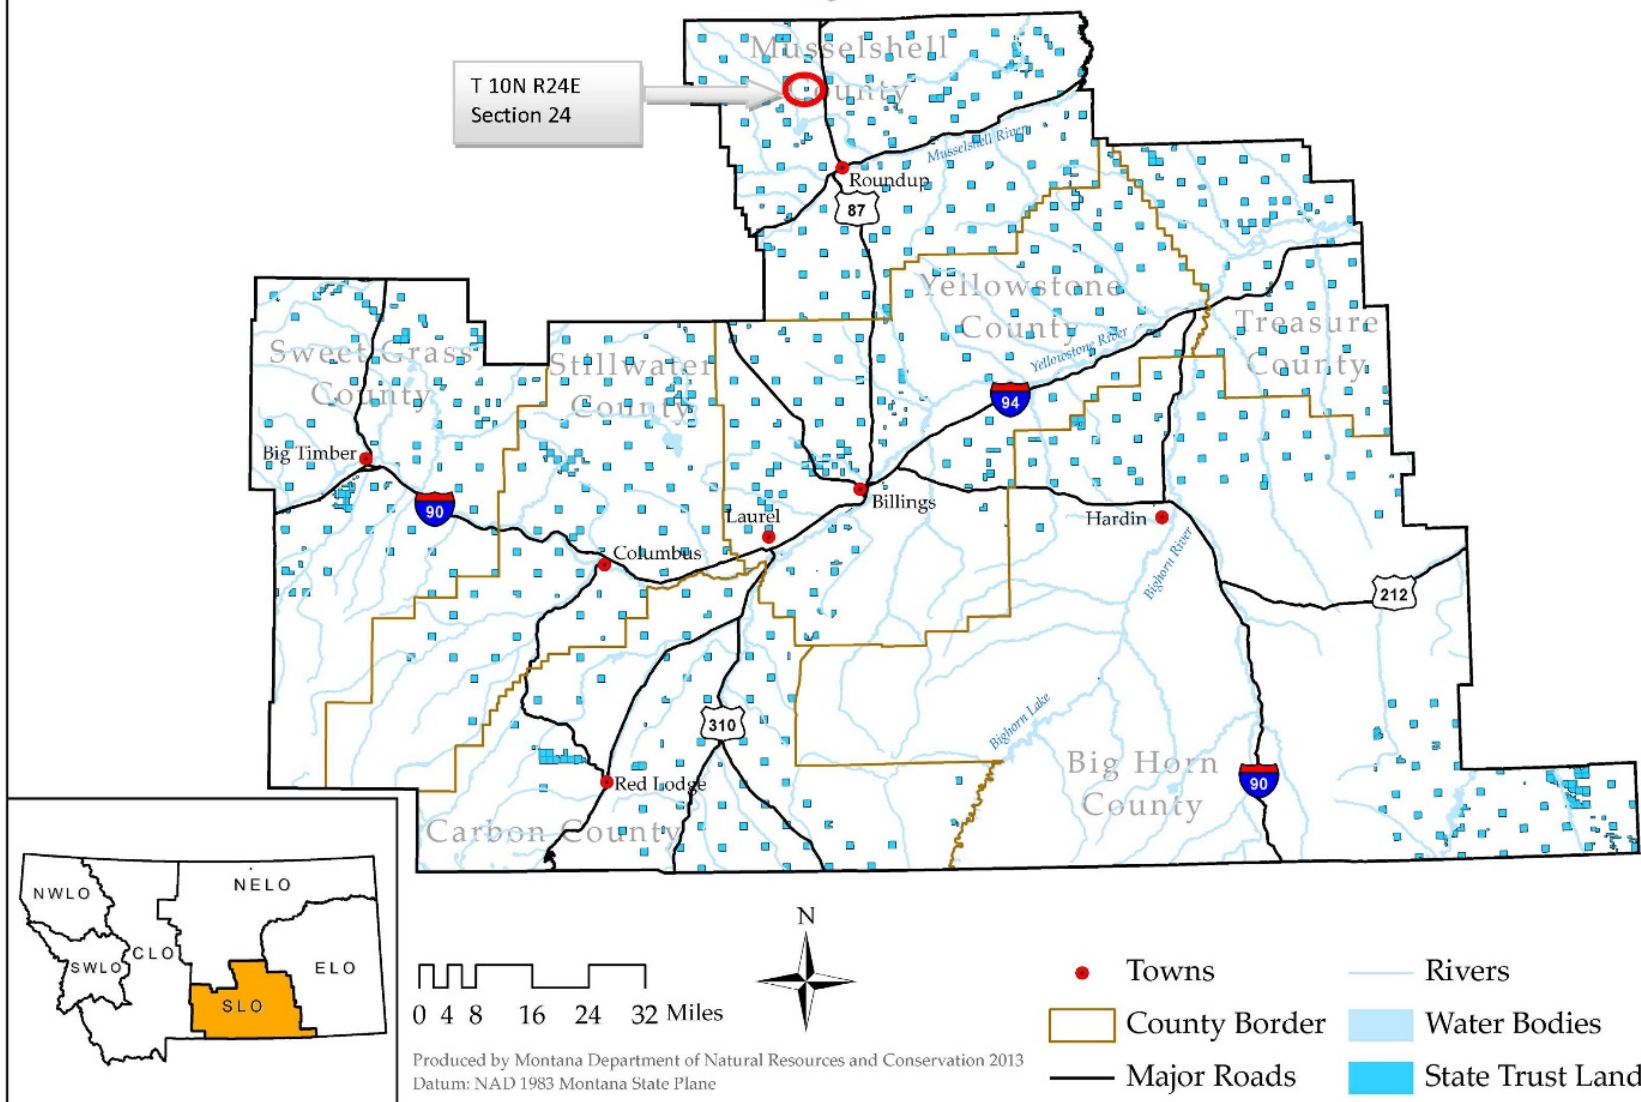 Musselshell
County
T 10N R24E
Section 24
Musselshell River
Roundup
87
Yellowstone
County
Yellowstone River
Treasure
County
Sweet Grass
County
Stillwater
County
94
Big Timber
90
Billings
Laurel
Hardin
Columbus
Bighorn River
212
310
Bighorn Lake
Big Horn
County
90
Red Lodge
Carbon County
NWLO
NELO
CLO
SWLO
ELO
SLO
N
0 4 8 16 24 32 Miles
Produced by Montana Department of Natural Resources and Conservation 2013
Datum: NAD 1983 Montana State Plane
Towns
County Border
Major Roads
Rivers
Water Bodies
State Trust Land